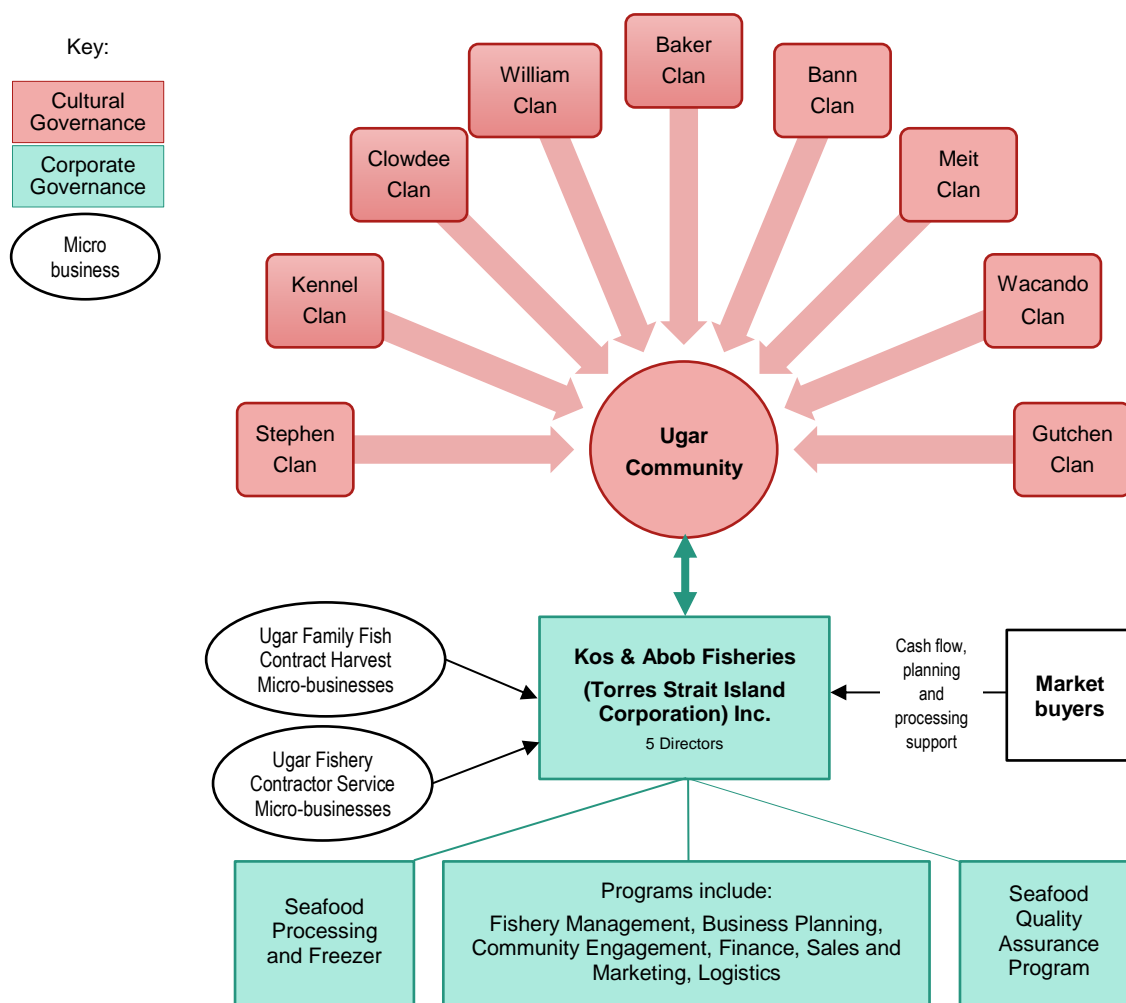 Key:
Cultural
Governance
Corporate
Governance
Micro
business
Baker
Clan
William
Clan
Bann
Clan
Clowdee
Clan
Meit
Clan
Kennel
Clan
Wacando
Clan
Stephen
Clan
Gutchen
Clan
Ugar
Community
Ugar Family Fish
Contract Harvest
Micro-businesses
Ugar Fishery
Contractor Service
Micro-businesses
Kos & Abob Fisheries
(Torres Strait Island
Corporation) Inc.
5 Directors
Cash flow,
planning
and
processing
support
Market
buyers
Seafood
Processing
and Freezer
Programs include:
Fishery Management, Business Planning,
Community Engagement, Finance, Sales and
Marketing, Logistics
Seafood
Quality
Assurance
Program